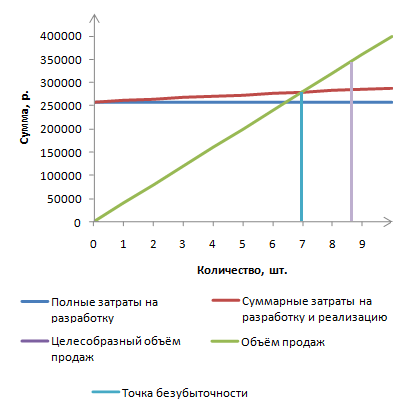 400000
350000
300000
250000
200000
150000
100000
50000
0
Сумма, р.
0 1 2 3 4 5 6 7 8 9
Количество, шт.
Полные затраты на разработку
Суммарные затраты на разработку и реализацию
Целесобразный объём продаж
Объём продаж
Точка безубыточности